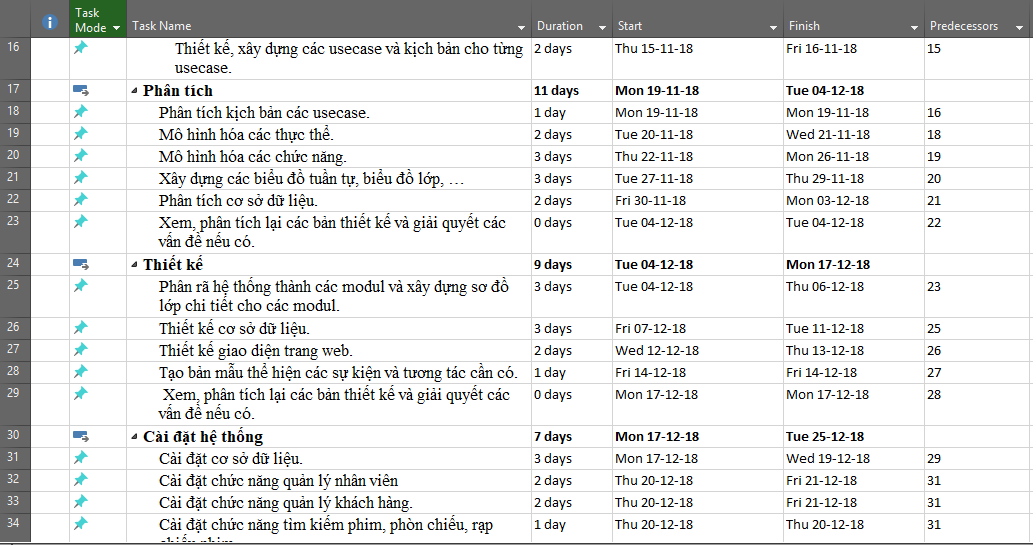 Task Mode Task Name Duration Start Finish Predecessors
16 Thiết kế, xây dựng các usecase và kịch bản cho từng 2 days Thu 15-11-18 Fri 16-11-18 15
usecase.
17 Phân tích 11 days Mon 19-11-18 Tue 04-12-18
18 Phân tích kịch bản các usecase. 1 day Mon 19-11-18 Mon 19-11-18 16
19 Mô hình hóa các thực thể. 2 days Tue 20-11-18 Wed 21-11-18 18
20 Mô hình hóa các chức năng. 3 days Thu 22-11-18 Mon 26-11-18 19
21 Xây dựng các biểu đồ tuần tự, biểu đồ lớp, … 3 days Tue 27-11-18 Thu 29-11-18 20
22 Phân tích cơ sở dữ liệu. 2 days Fri 30-11-18 Mon 03-12-18 21
23 Xem, phân tích lại các bản thiết kế và giải quyết các 0 days Tue 04-12-18 Tue 04-12-18 22
vấn đề nếu có.
24 Thiết kế 9 days Tue 04-12-18 Mon 17-12-18
25 Phân rã hệ thống thành các modul và xây dựng sơ đồ 3 days Tue 04-12-18 Thu 06-12-18 23
lớp chi tiết cho các modul.
26 Thiết kế cơ sở dữ liệu. 3 days Fri 07-12-18 Tue 11-12-18 25
27 Thiết kế giao diện trang web. 2 days Wed 12-12-18 Thu 13-12-18 26
28 Tạo bản mẫu thể hiện các sự kiện và tương tác cần có. 1 day Fri 14-12-18 Fri 14-12-18 27
29 Xem, phân tích lại các bản thiết kế và giải quyết các 0 days Mon 17-12-18 Mon 17-12-18 28
vấn đề nếu có.
30 Cài đặt hệ thống 7 days Mon 17-12-18 Tue 25-12-18
31 Cài đặt cơ sở dữ liệu. 3 days Mon 17-12-18 Wed 19-12-18 29
32 Cài đặt chức năng quản lý nhân viên 2 days Thu 20-12-18 Fri 21-12-18 31
33 Cài đặt chức năng quản lý khách hàng. 2 days Thu 20-12-18 Fri 21-12-18 31
34 Cài đặt chức năng tìm kiếm phim, phòn chiếu, rạp 1 day Thu 20-12-18 Thu 20-12-18 31